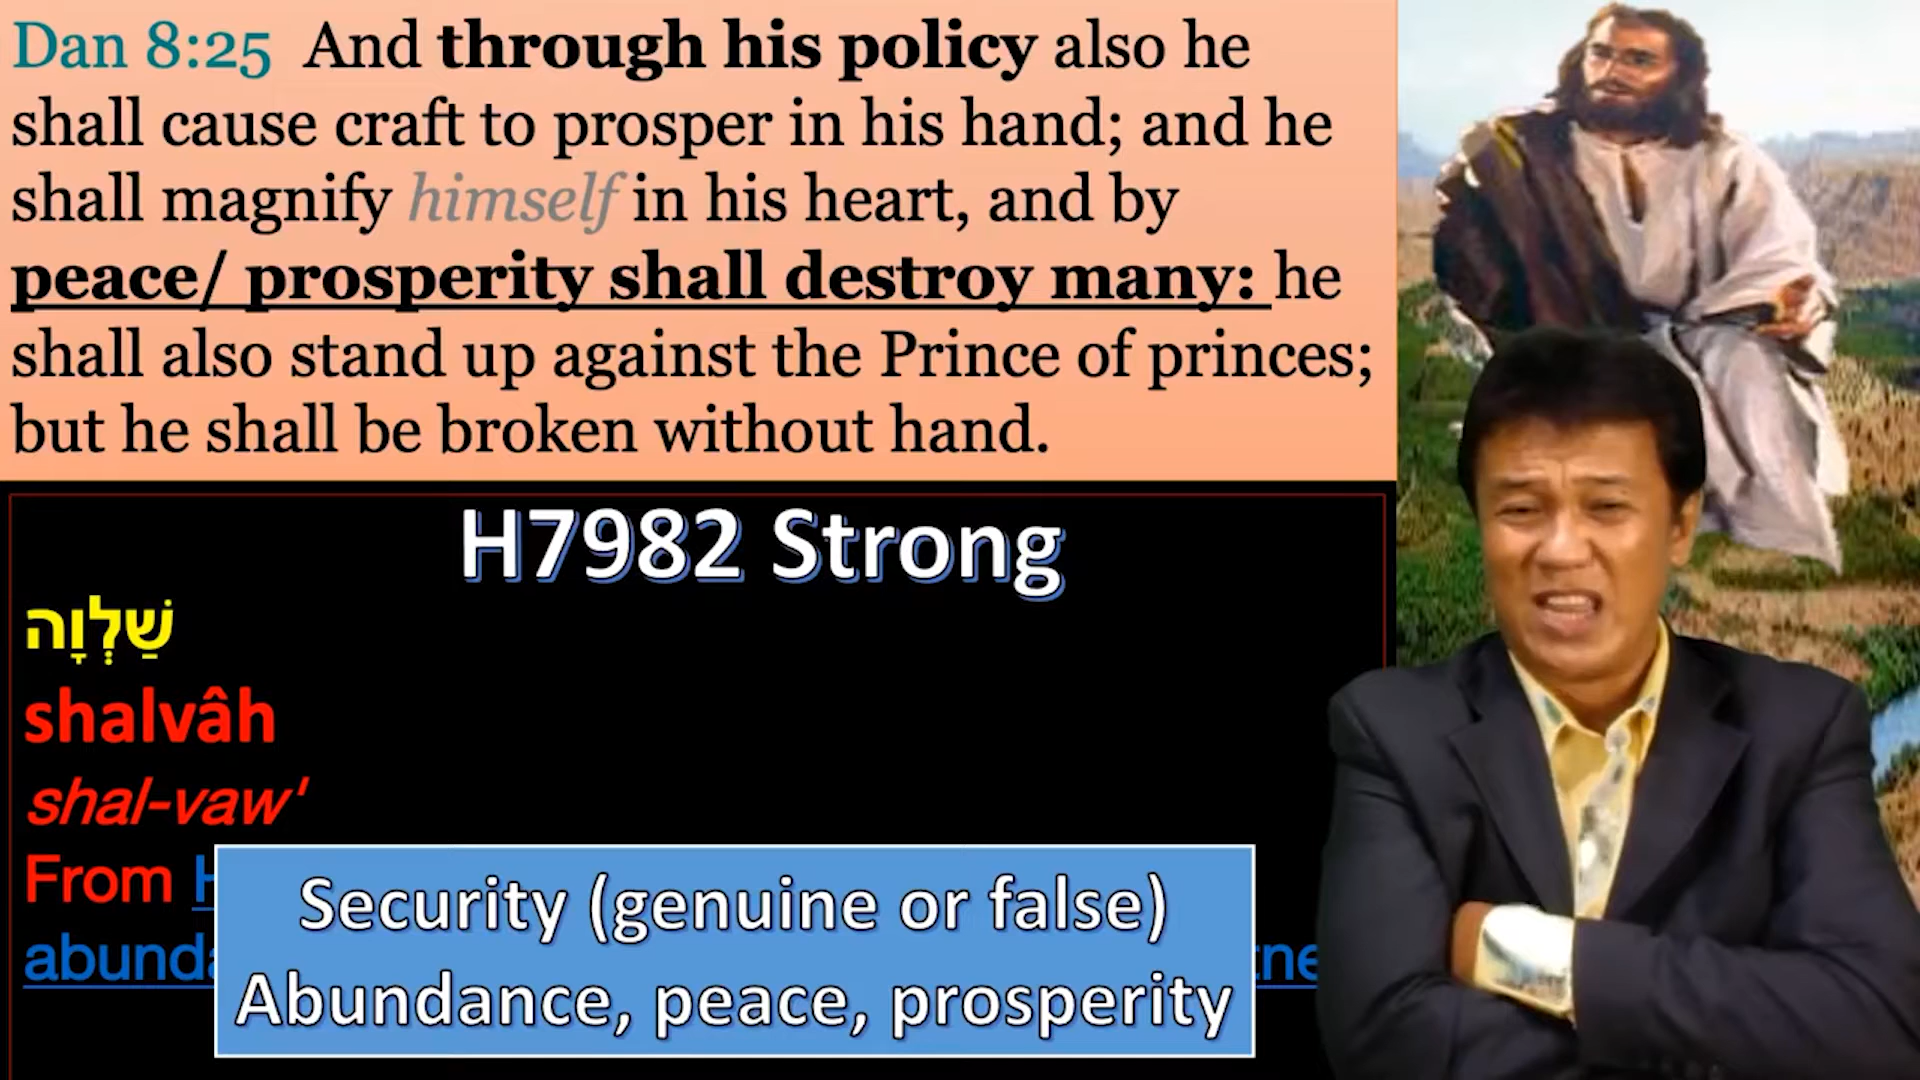 Dan 8:25 And through his policy also he
shall cause craft to prosper in his hand; and he
shall magnify himself in his heart, and by
peace/ prosperity shall destroy many: he
shall also stand up against the Prince of princes;
but he shall be broken without hand.
H7982 Strong
שַׁלְוָה
shalvâh
shal-vaw'
From
Security (genuine or false)
Abundance, peace, prosperity